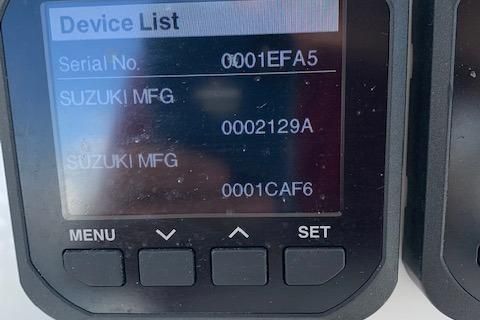 Device List
Serial No. 0001EFA5
SUZUKI MFG
0002129A
SUZUKI MFG
0001CAF6
MENU SET